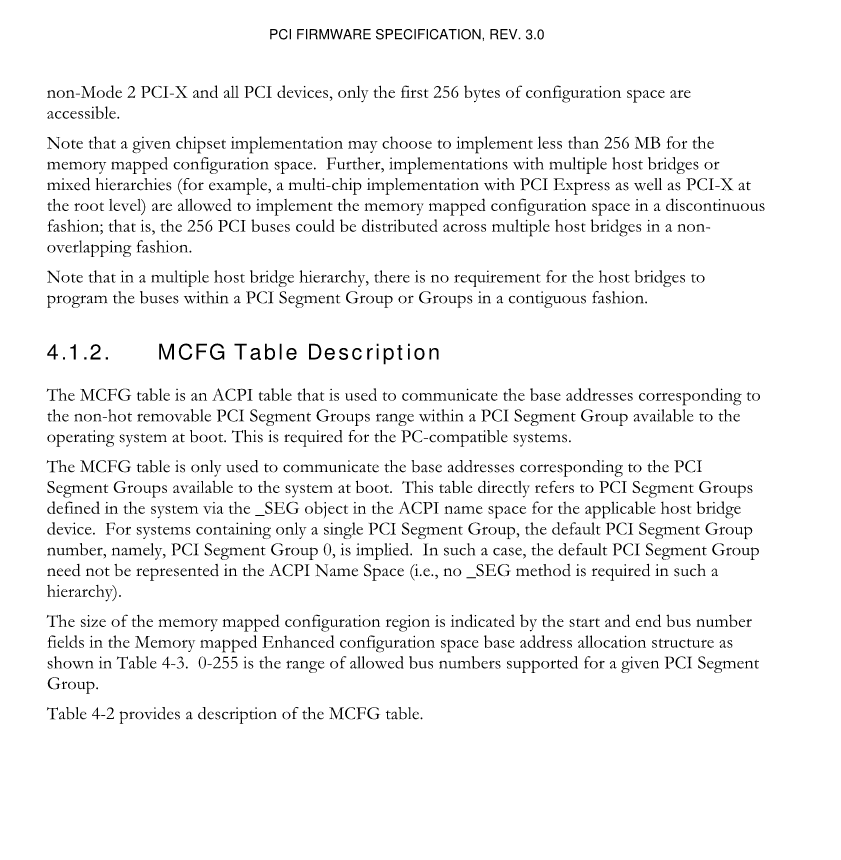 PCI FIRMWARE SPECIFICATION, REV. 3.0
non-Mode 2 PCI-X and all PCI devices, only the first 256 bytes of configuration space are
accessible.
Note that a given chipset implementation may choose to implement less than 256 MB for the
memory mapped configuration space.  Further, implementations with multiple host bridges or
mixed hierarchies (for example, a multi-chip implementation with PCI Express as well as PCI-X at
the root level) are allowed to implement the memory mapped configuration space in a discontinuous
fashion; that is, the 256 PCI buses could be distributed across multiple host bridges in a non-
overlapping fashion.
Note that in a multiple host bridge hierarchy, there is no requirement for the host bridges to
program the buses within a PCI Segment Group or Groups in a contiguous fashion.
4.1.2. MCFG Table Description
The MCFG table is an ACPI table that is used to communicate the base addresses corresponding to
the non-hot removable PCI Segment Groups range within a PCI Segment Group available to the
operating system at boot. This is required for the PC-compatible systems.
The MCFG table is only used to communicate the base addresses corresponding to the PCI
Segment Groups available to the system at boot.  This table directly refers to PCI Segment Groups
defined in the system via the _SEG object in the ACPI name space for the applicable host bridge
device.  For systems containing only a single PCI Segment Group, the default PCI Segment Group
number, namely, PCI Segment Group 0, is implied.  In such a case, the default PCI Segment Group
need not be represented in the ACPI Name Space (i.e., no _SEG method is required in such a
hierarchy).
The size of the memory mapped configuration region is indicated by the start and end bus number
fields in the Memory mapped Enhanced configuration space base address allocation structure as
shown in Table 4-3.  0-255 is the range of allowed bus numbers supported for a given PCI Segment
Group.
Table 4-2 provides a description of the MCFG table.